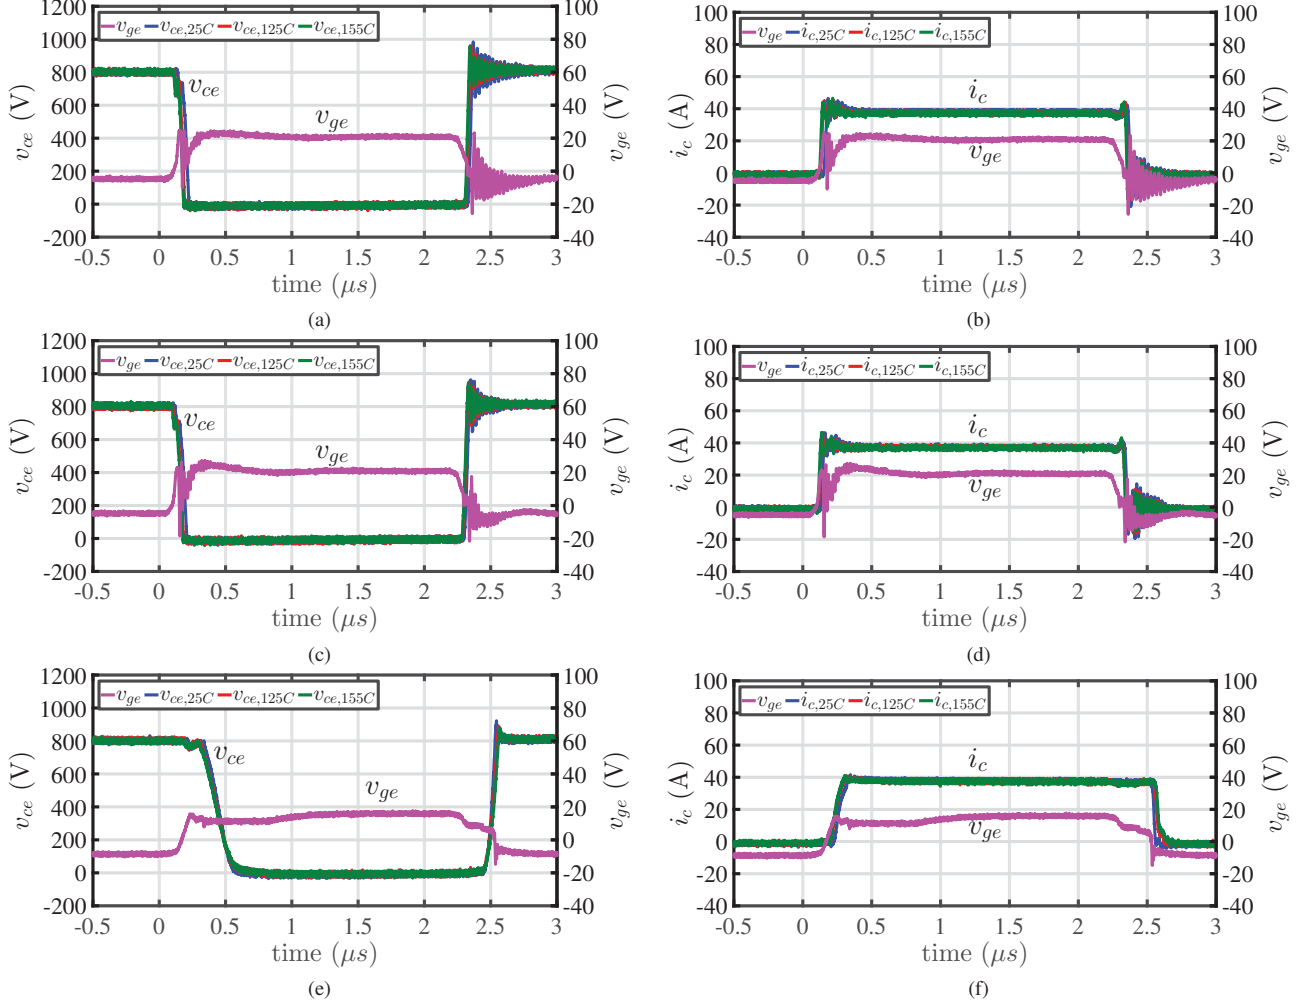 v_ge v_ce,25C v_ce,125C v_ce,155C
1200
1000
800
600
400
200
0
-200
v_ce (V)
100
80
60
40
20
0
-20
-40
v_ge (V)
v_ce
v_ge
-0.5 0 0.5 1 1.5 2 2.5 3
time (μs)
(a)
v_ge i_c,25C i_c,125C i_c,155C
100
80
60
40
20
0
-20
-40
i_c (A)
100
80
60
40
20
0
-20
-40
v_ge (V)
i_c
v_ge
-0.5 0 0.5 1 1.5 2 2.5 3
time (μs)
(b)
v_ge v_ce,25C v_ce,125C v_ce,155C
1200
1000
800
600
400
200
0
-200
v_ce (V)
100
80
60
40
20
0
-20
-40
v_ge (V)
v_ce
v_ge
-0.5 0 0.5 1 1.5 2 2.5 3
time (μs)
(c)
v_ge i_c,25C i_c,125C i_c,155C
100
80
60
40
20
0
-20
-40
i_c (A)
100
80
60
40
20
0
-20
-40
v_ge (V)
i_c
v_ge
-0.5 0 0.5 1 1.5 2 2.5 3
time (μs)
(d)
v_ge v_ce,25C v_ce,125C v_ce,155C
1200
1000
800
600
400
200
0
-200
v_ce (V)
100
80
60
40
20
0
-20
-40
v_ge (V)
v_ce
v_ge
-0.5 0 0.5 1 1.5 2 2.5 3
time (μs)
(e)
v_ge i_c,25C i_c,125C i_c,155C
100
80
60
40
20
0
-20
-40
i_c (A)
100
80
60
40
20
0
-20
-40
v_ge (V)
i_c
v_ge
-0.5 0 0.5 1 1.5 2 2.5 3
time (μs)
(f)